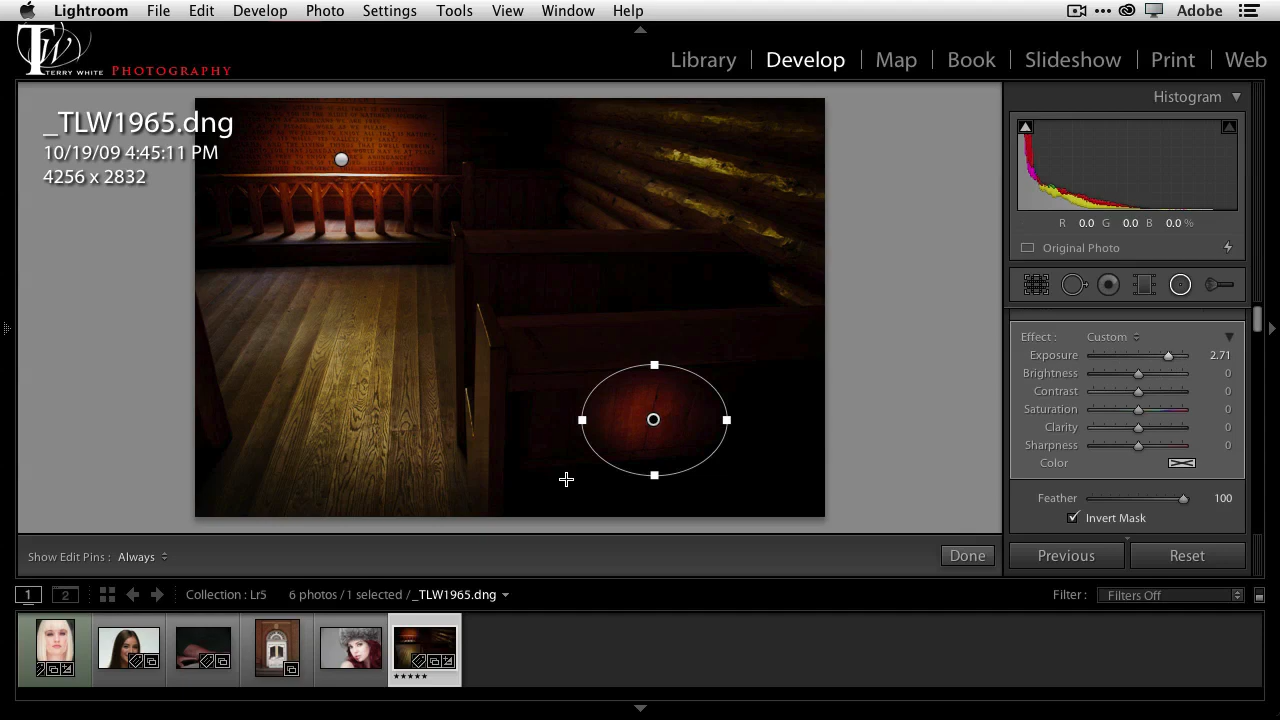 Lightroom File Edit Develop Photo Settings Tools View Window Help Adobe
TW TERRY WHITE PHOTOGRAPHY
Library Develop Map Book Slideshow Print Web
_TLW1965.dng
10/19/09 4:45:11 PM
4256 x 2832
Histogram
R 0.0 G 0.0 B 0.0 %
Original Photo
Effect : Custom
Exposure 2.71
Brightness 0
Contrast 0
Saturation 0
Clarity 0
Sharpness 0
Color
Feather 100
Invert Mask
Show Edit Pins : Always
Done
Previous Reset
1 2 Collection : Lr5 6 photos / 1 selected / _TLW1965.dng Filter : Filters Off